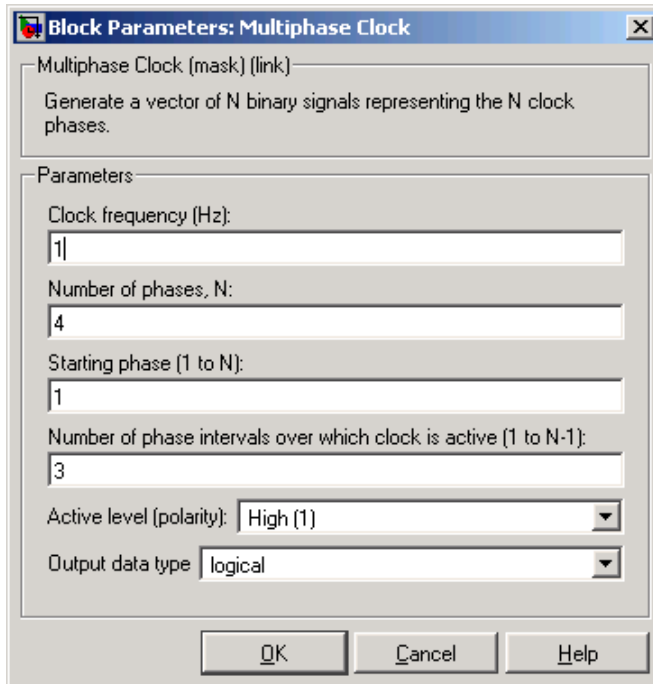 Block Parameters: Multiphase Clock
Multiphase Clock (mask) (link)
Generate a vector of N binary signals representing the N clock
phases.
Parameters
Clock frequency (Hz):
1
Number of phases, N:
4
Starting phase (1 to N):
1
Number of phase intervals over which clock is active (1 to N-1):
3
Active level (polarity): High (1)
Output data type logical
OK Cancel Help